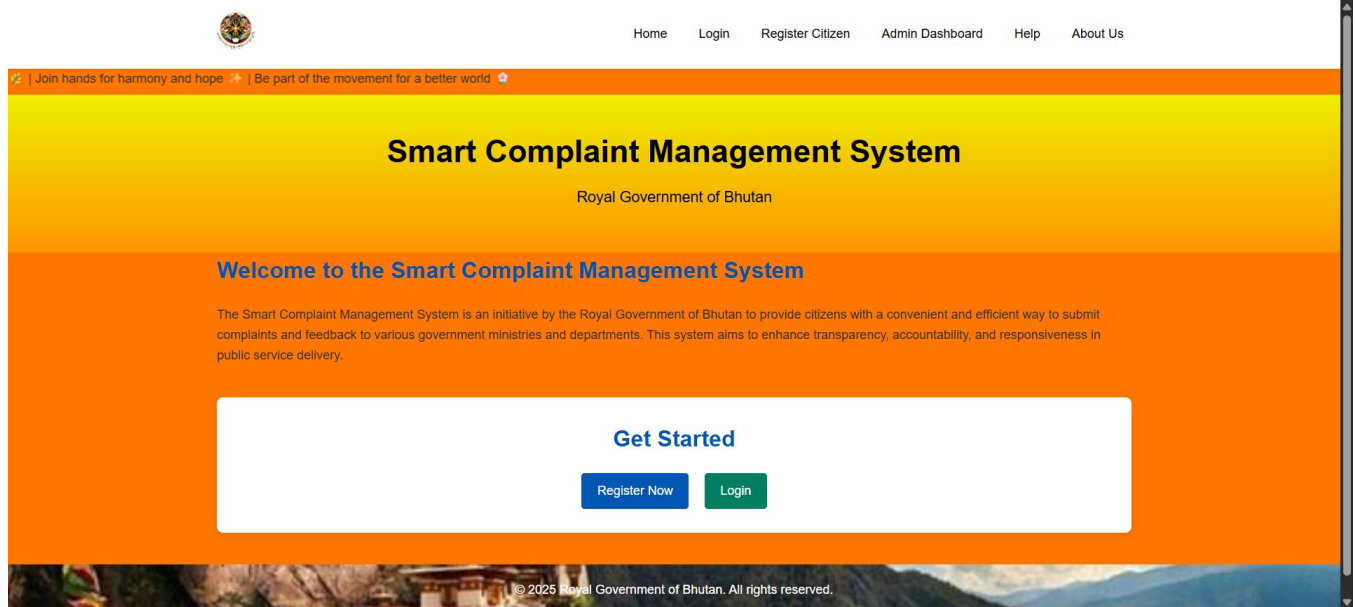 Home Login Register Citizen Admin Dashboard Help About Us
🌿 | Join hands for harmony and hope ✨ | Be part of the movement for a better world 🌸
Smart Complaint Management System
Royal Government of Bhutan
Welcome to the Smart Complaint Management System
The Smart Complaint Management System is an initiative by the Royal Government of Bhutan to provide citizens with a convenient and efficient way to submit
complaints and feedback to various government ministries and departments. This system aims to enhance transparency, accountability, and responsiveness in
public service delivery.
Get Started
Register Now Login
© 2025 Royal Government of Bhutan. All rights reserved.